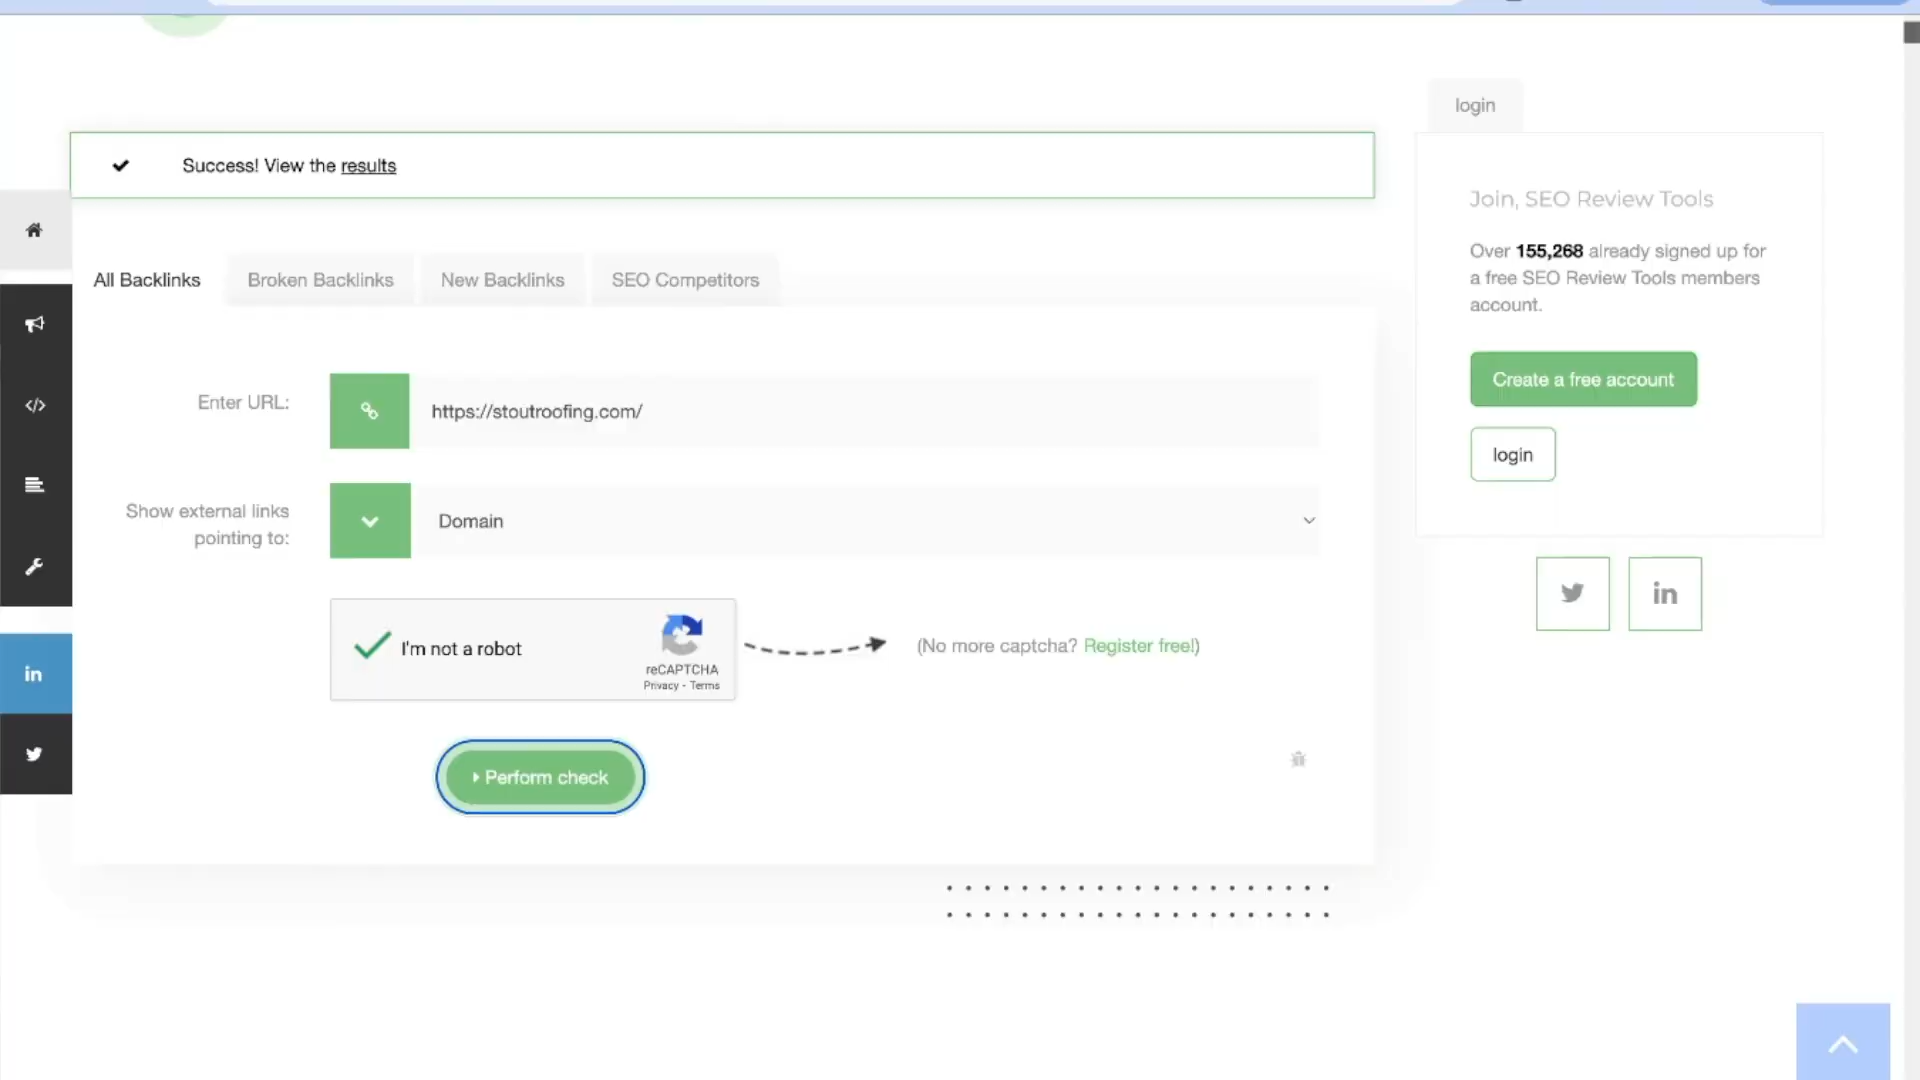 login
Success! View the results
Join, SEO Review Tools
Over 155,268 already signed up for
a free SEO Review Tools members
account.
All Backlinks
Broken Backlinks
New Backlinks
SEO Competitors
Create a free account
Enter URL:
https://stoutroofing.com/
login
Show external links
pointing to:
Domain
I'm not a robot
reCAPTCHA
Privacy - Terms
(No more captcha? Register free!)
Perform check